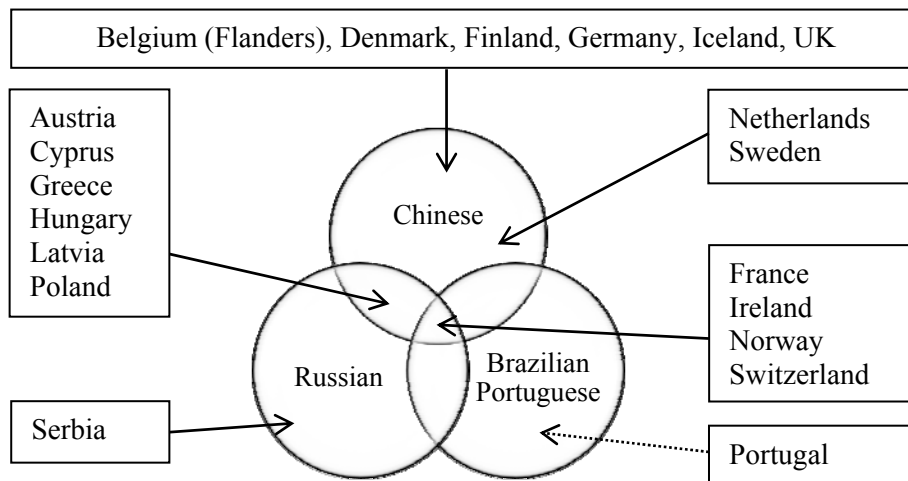 Belgium (Flanders), Denmark, Finland, Germany, Iceland, UK
Austria
Cyprus
Greece
Hungary
Latvia
Poland
Netherlands
Sweden
Chinese
France
Ireland
Norway
Switzerland
Russian
Brazilian
Portuguese
Serbia
Portugal